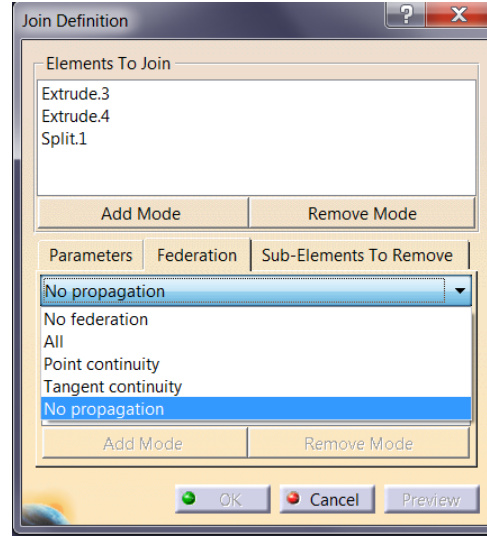 Join Definition
?
X
Elements To Join
Extrude.3
Extrude.4
Split.1
Add Mode
Remove Mode
Parameters
Federation
Sub-Elements To Remove
No propagation
No federation
All
Point continuity
Tangent continuity
No propagation
Add Mode
Remove Mode
OK
Cancel
Preview